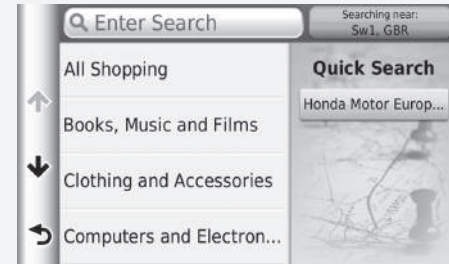 Enter Search
Searching near:
Sw1, GBR
All Shopping
Quick Search
Honda Motor Europ...
Books, Music and Films
Clothing and Accessories
Computers and Electron...